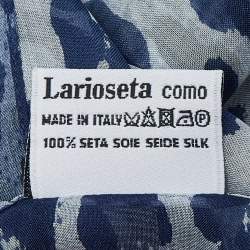 Larioseta como
MADE IN ITALY
100% SETA SOIE SEIDE SILK